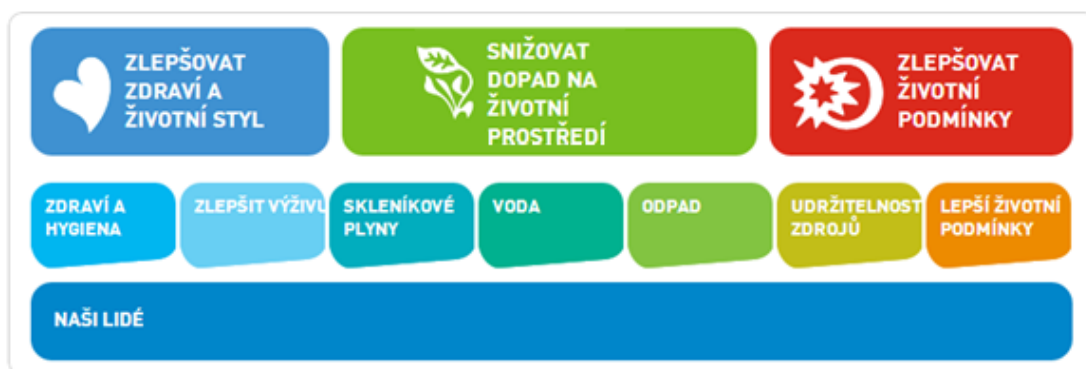 ZLEPŠOVAT
ZDRAVÍ A
ŽIVOTNÍ STYL
SNIŽOVAT
DOPAD NA
ŽIVOTNÍ
PROSTŘEDÍ
ZLEPŠOVAT
ŽIVOTNÍ
PODMÍNKY
ZDRAVÍ A
HYGIENA
ZLEPŠIT VÝŽIVU
SKLENÍKOVÉ
PLYNY
VODA
ODPAD
UDRŽITELNOST
ZDROJŮ
LEPŠÍ ŽIVOTNÍ
PODMÍNKY
NAŠI LIDÉ